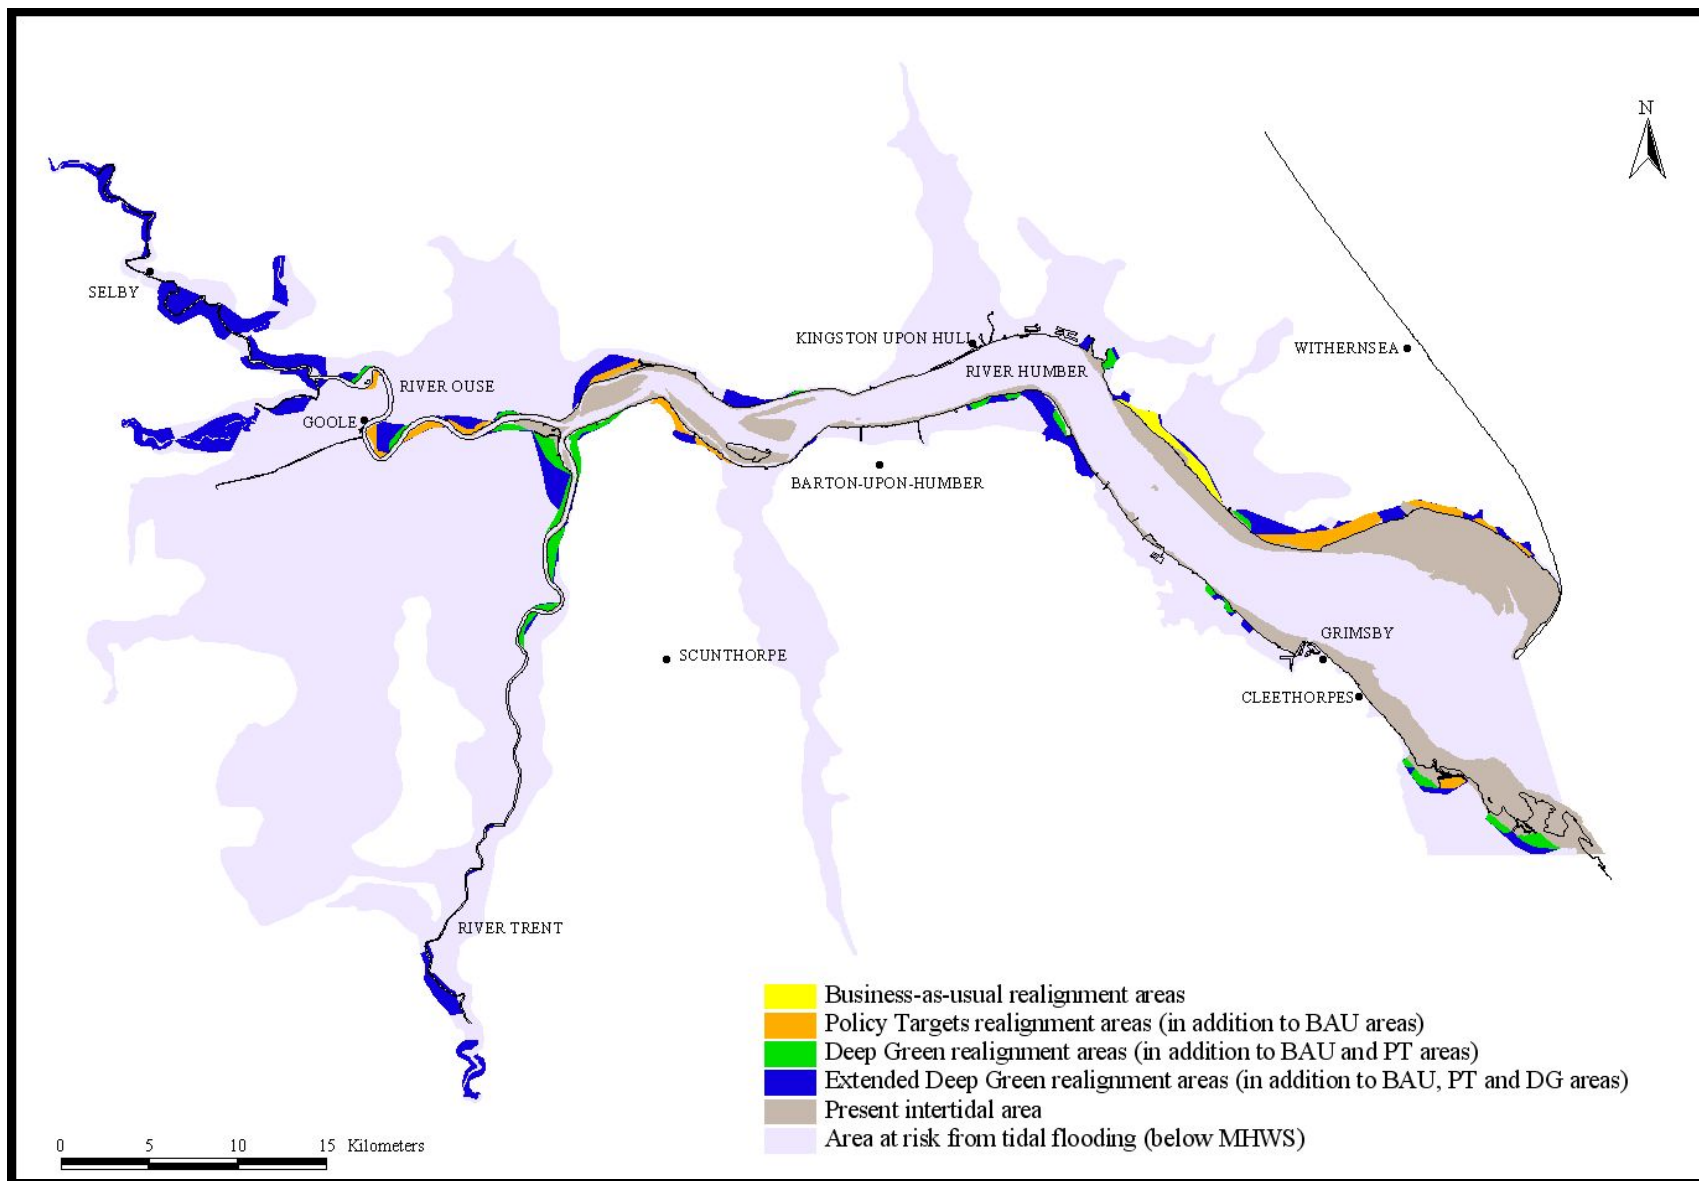 N
SELBY
KINGSTON UPON HULL
WITHERNSEA
RIVER HUMBER
RIVER OUSE
GOOLE
BARTON-UPON-HUMBER
GRIMSBY
SCUNTHORPE
CLEETHORPES
RIVER TRENT
Business-as-usual realignment areas
Policy Targets realignment areas (in addition to BAU areas)
Deep Green realignment areas (in addition to BAU and PT areas)
Extended Deep Green realignment areas (in addition to BAU, PT and DG areas)
Present intertidal area
Area at risk from tidal flooding (below MHWS)
0 5 10 15 Kilometers